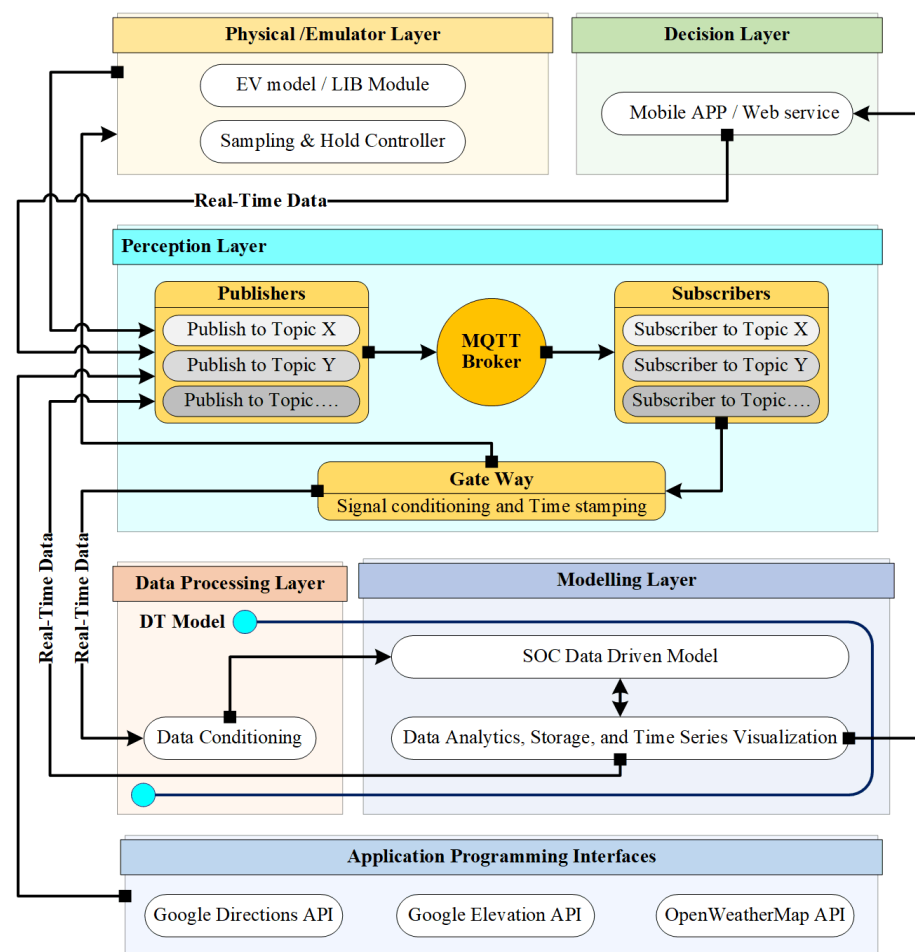 Physical /Emulator Layer
EV model / LIB Module
Sampling & Hold Controller
Decision Layer
Mobile APP / Web service
Real-Time Data
Perception Layer
Publishers
Publish to Topic X
Publish to Topic Y
Publish to Topic….
MQTT
Broker
Subscribers
Subscriber to Topic X
Subscriber to Topic Y
Subscriber to Topic….
Gate Way
Signal conditioning and Time stamping
Real-Time Data
Real-Time Data
Data Processing Layer
DT Model
Data Conditioning
Modelling Layer
SOC Data Driven Model
Data Analytics, Storage, and Time Series Visualization
Application Programming Interfaces
Google Directions API
Google Elevation API
OpenWeatherMap API